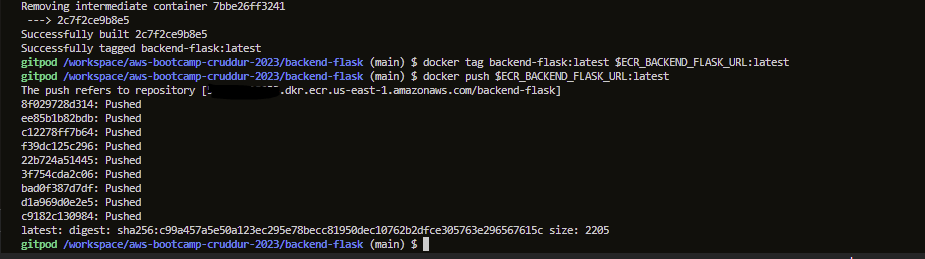 Removing intermediate container 7bbe26ff3241
---> 2c7f2ce9b8e5
Successfully built 2c7f2ce9b8e5
Successfully tagged backend-flask:latest
gitpod /workspace/aws-bootcamp-cruddur-2023/backend-flask (main) $ docker tag backend-flask:latest $ECR_BACKEND_FLASK_URL:latest
gitpod /workspace/aws-bootcamp-cruddur-2023/backend-flask (main) $ docker push $ECR_BACKEND_FLASK_URL:latest
The push refers to repository [.dkr.ecr.us-east-1.amazonaws.com/backend-flask]
8f029728d314: Pushed
ee85b1b82bdb: Pushed
c12278ff7b64: Pushed
f39dc125c296: Pushed
22b724a51445: Pushed
3f754cda2c06: Pushed
bad0f387d7df: Pushed
d1a969d0e2e5: Pushed
c9182c130984: Pushed
latest: digest: sha256:c99a457a5e50a123ec295e78becc81950dec10762b2dfce305763e296567615c size: 2205
gitpod /workspace/aws-bootcamp-cruddur-2023/backend-flask (main) $